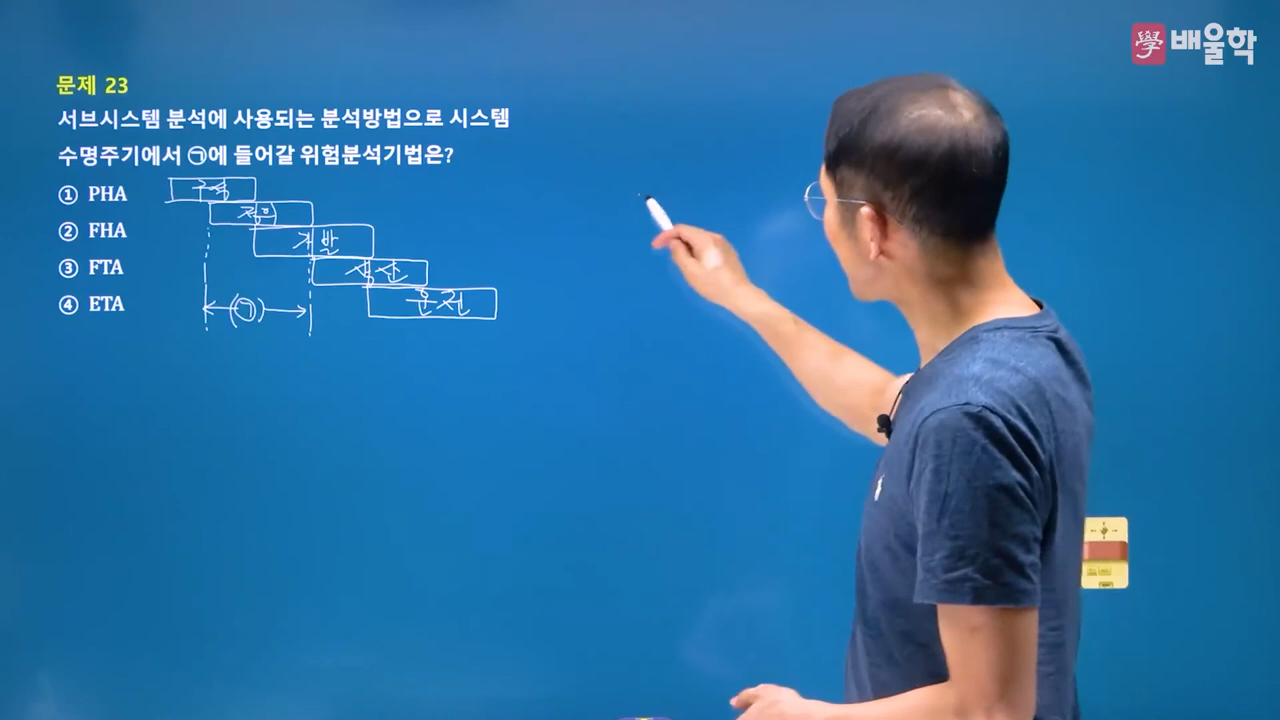 學 배울학
문제 23
서브시스템 분석에 사용되는 분석방법으로 시스템
수명주기에서 ㉠에 들어갈 위험분석기법은?
① PHA
② FHA
③ FTA
④ ETA
구상
정의
개발
생산
운전
(㉠)